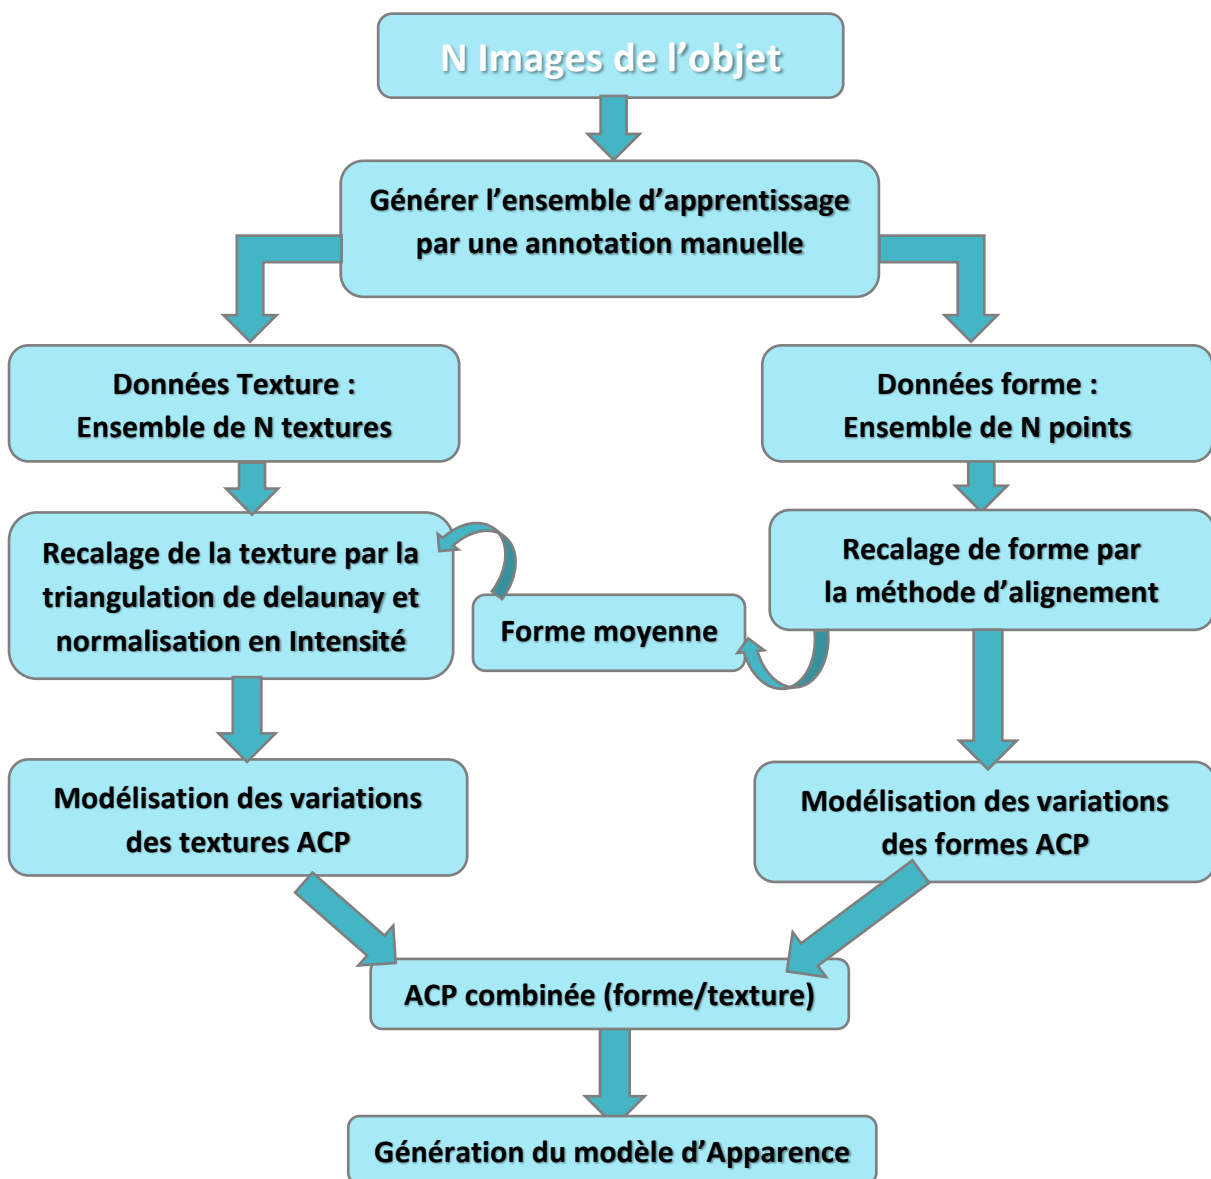 N Images de l’objet
Générer l’ensemble d’apprentissage
par une annotation manuelle
Données Texture :
Ensemble de N textures
Données forme :
Ensemble de N points
Recalage de la texture par la
triangulation de delaunay et
normalisation en Intensité
Forme moyenne
Recalage de forme par
la méthode d’alignement
Modélisation des variations
des textures ACP
Modélisation des variations
des formes ACP
ACP combinée (forme/texture)
Génération du modèle d’Apparence